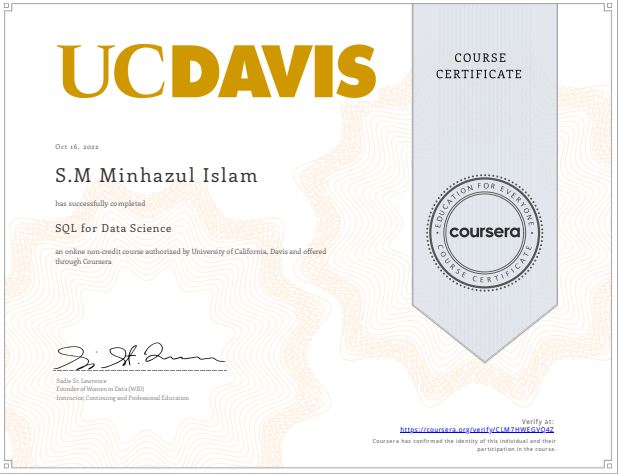 UCDAVIS
COURSE
CERTIFICATE
Oct 16, 2022
S.M Minhazul Islam
has successfully completed
SQL for Data Science
an online non-credit course authorized by University of California, Davis and offered
through Coursera
EDUCATION FOR EVERYONE
coursera
COURSE CERTIFICATE
Sadie St. Lawrence
Founder of Women in Data (WID)
Instructor, Continuing and Professional Education
Verify at:
https://coursera.org/verify/CLM7HWEGVQ4Z
Coursera has confirmed the identity of this individual and their
participation in the course.